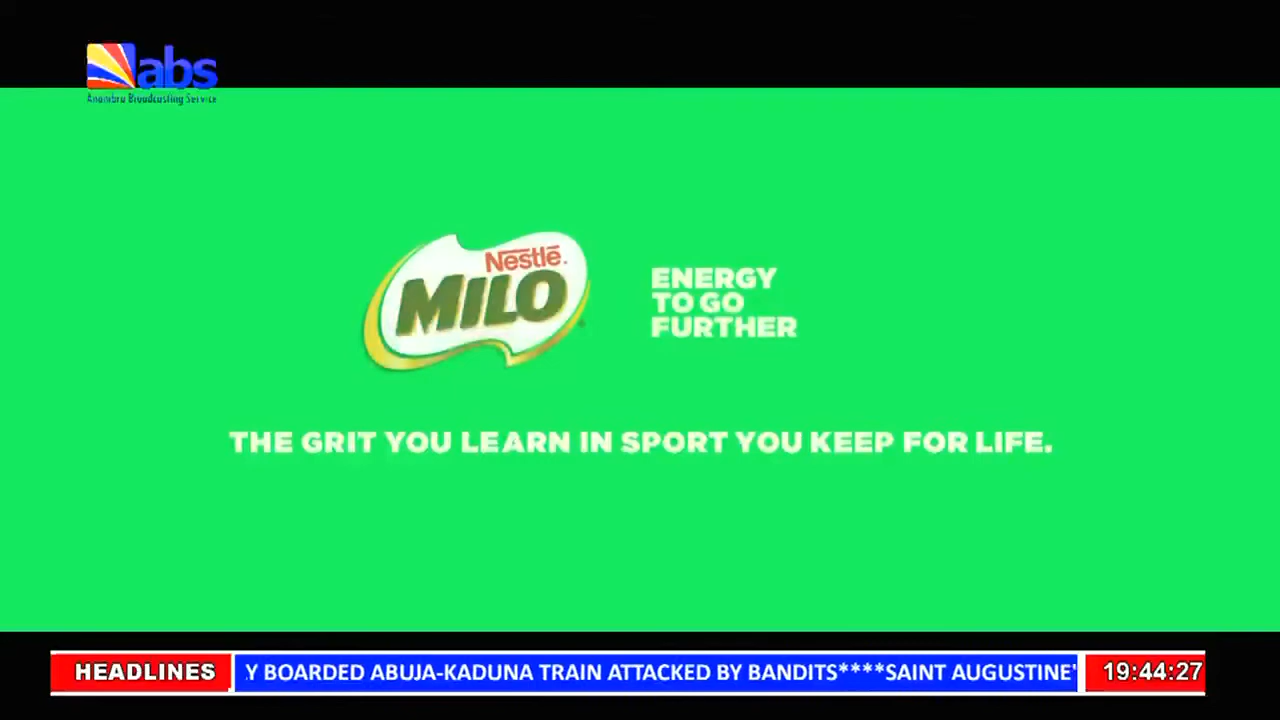 abs
Anambra Broadcasting Service
Nestlé.
MILO
ENERGY
TO GO
FURTHER
THE GRIT YOU LEARN IN SPORT YOU KEEP FOR LIFE.
HEADLINES
Y BOARDED ABUJA-KADUNA TRAIN ATTACKED BY BANDITS****SAINT AUGUSTINE'
19:44:27